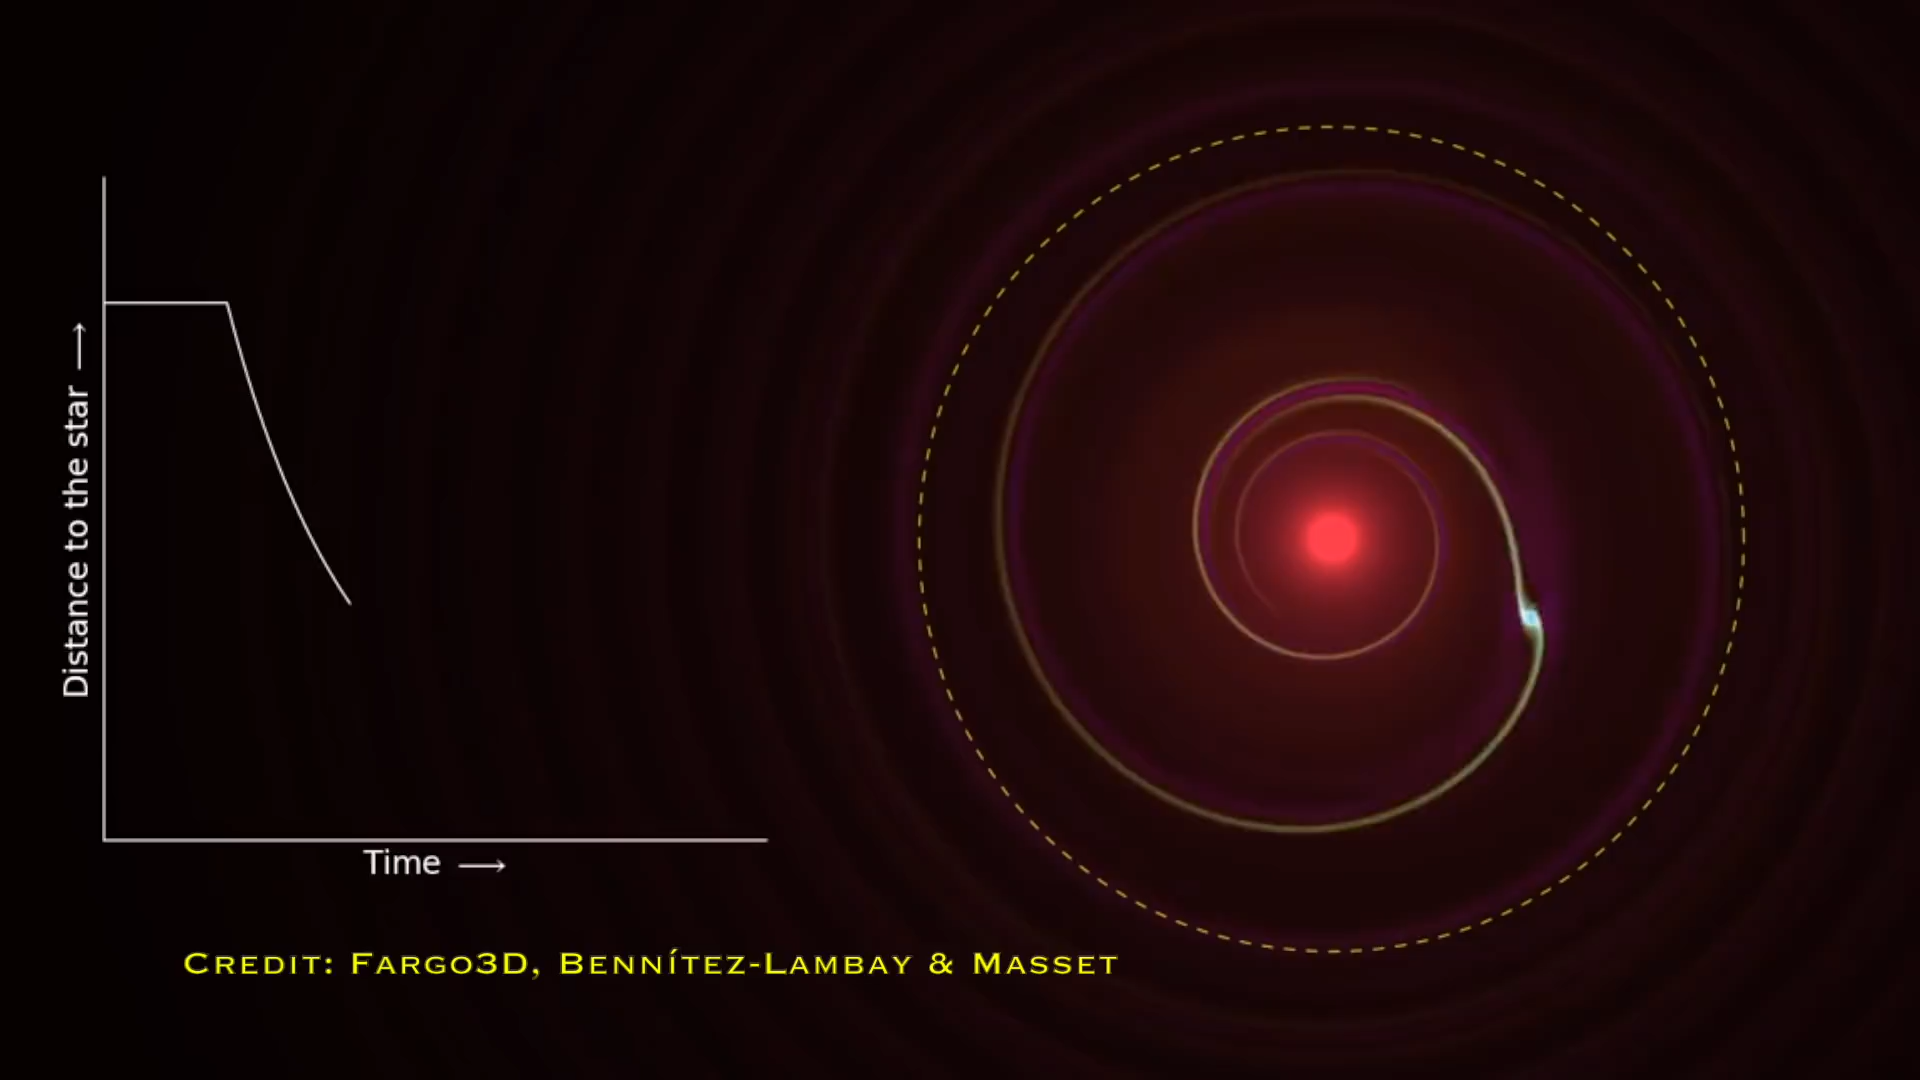 Distance to the star →
Time →
Credit: Fargo3D, Bennítez-Lambay & Masset